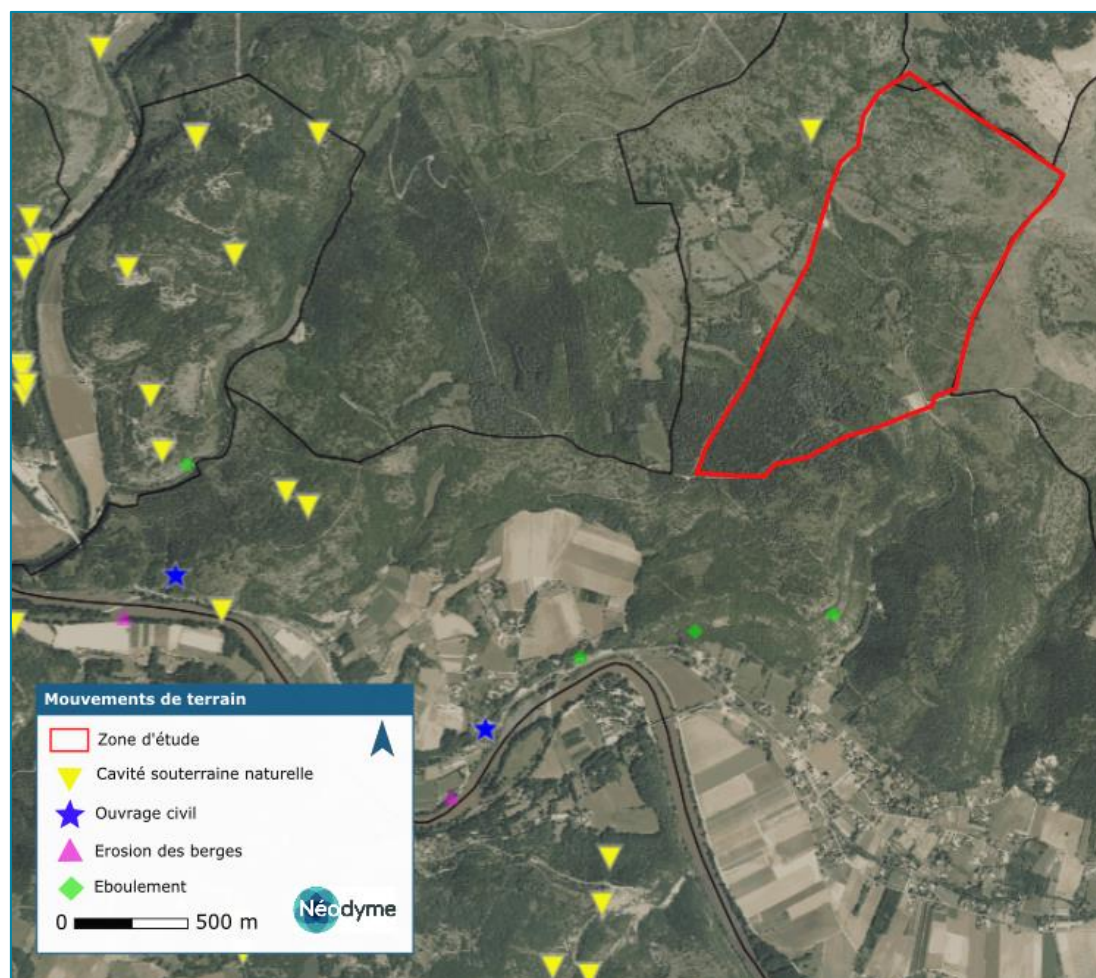 Mouvements de terrain
Zone d'étude
Cavité souterraine naturelle
Ouvrage civil
Erosion des berges
Eboulement
0 500 m
Néodyme